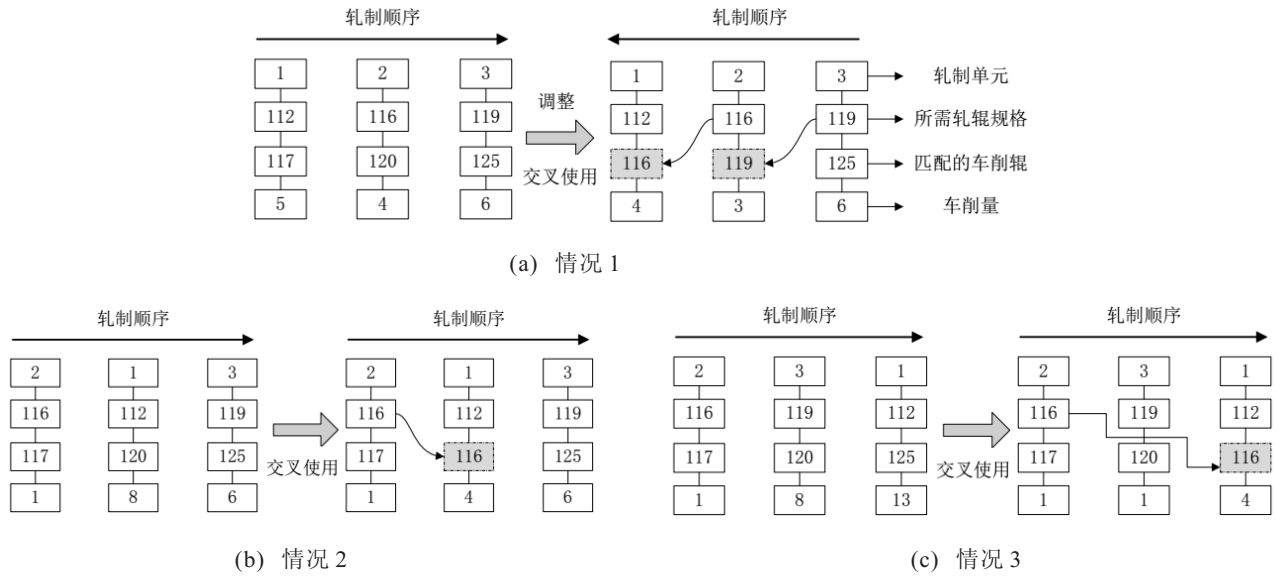 轧制顺序 轧制顺序
1 2 3 1 2 3 轧制单元
112 116 119 调整 112 116 119 所需轧辊规格
117 120 125 交叉使用 116 119 125 匹配的车削辊
5 4 6 4 3 6 车削量
(a) 情况 1
轧制顺序 轧制顺序 轧制顺序 轧制顺序
2 1 3 2 1 3 2 3 1 2 3 1
116 112 119 116 112 119 116 119 112 116 119 112
117 120 125 交叉使用 117 116 125 117 120 125 交叉使用 117 120 116
1 8 6 1 4 6 1 8 13 1 1 4
(b) 情况 2 (c) 情况 3